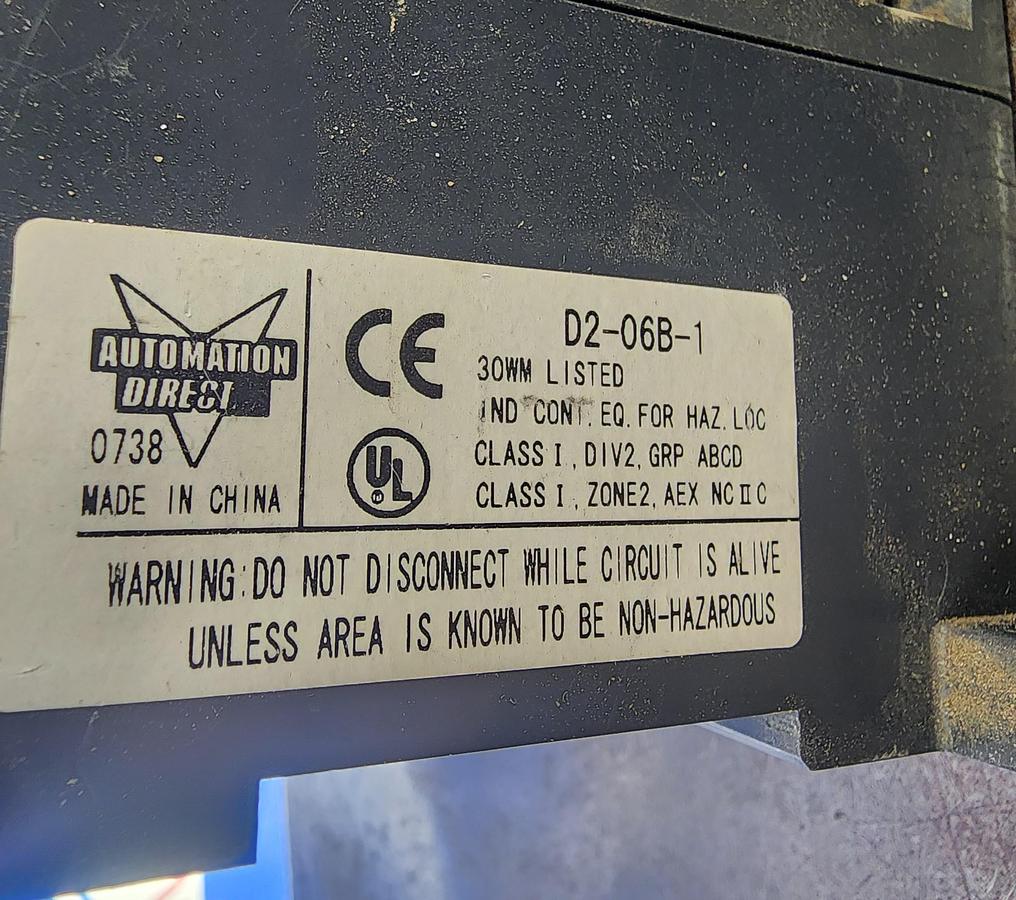 AUTOMATION
DIRECT
0738
MADE IN CHINA
CE
UL
D2-06B-1
30WM LISTED
IND CONT. EQ. FOR HAZ. LOC
CLASS I, DIV2, GRP ABCD
CLASS I, ZONE2, AEX NC II C
WARNING: DO NOT DISCONNECT WHILE CIRCUIT IS ALIVE
UNLESS AREA IS KNOWN TO BE NON-HAZARDOUS